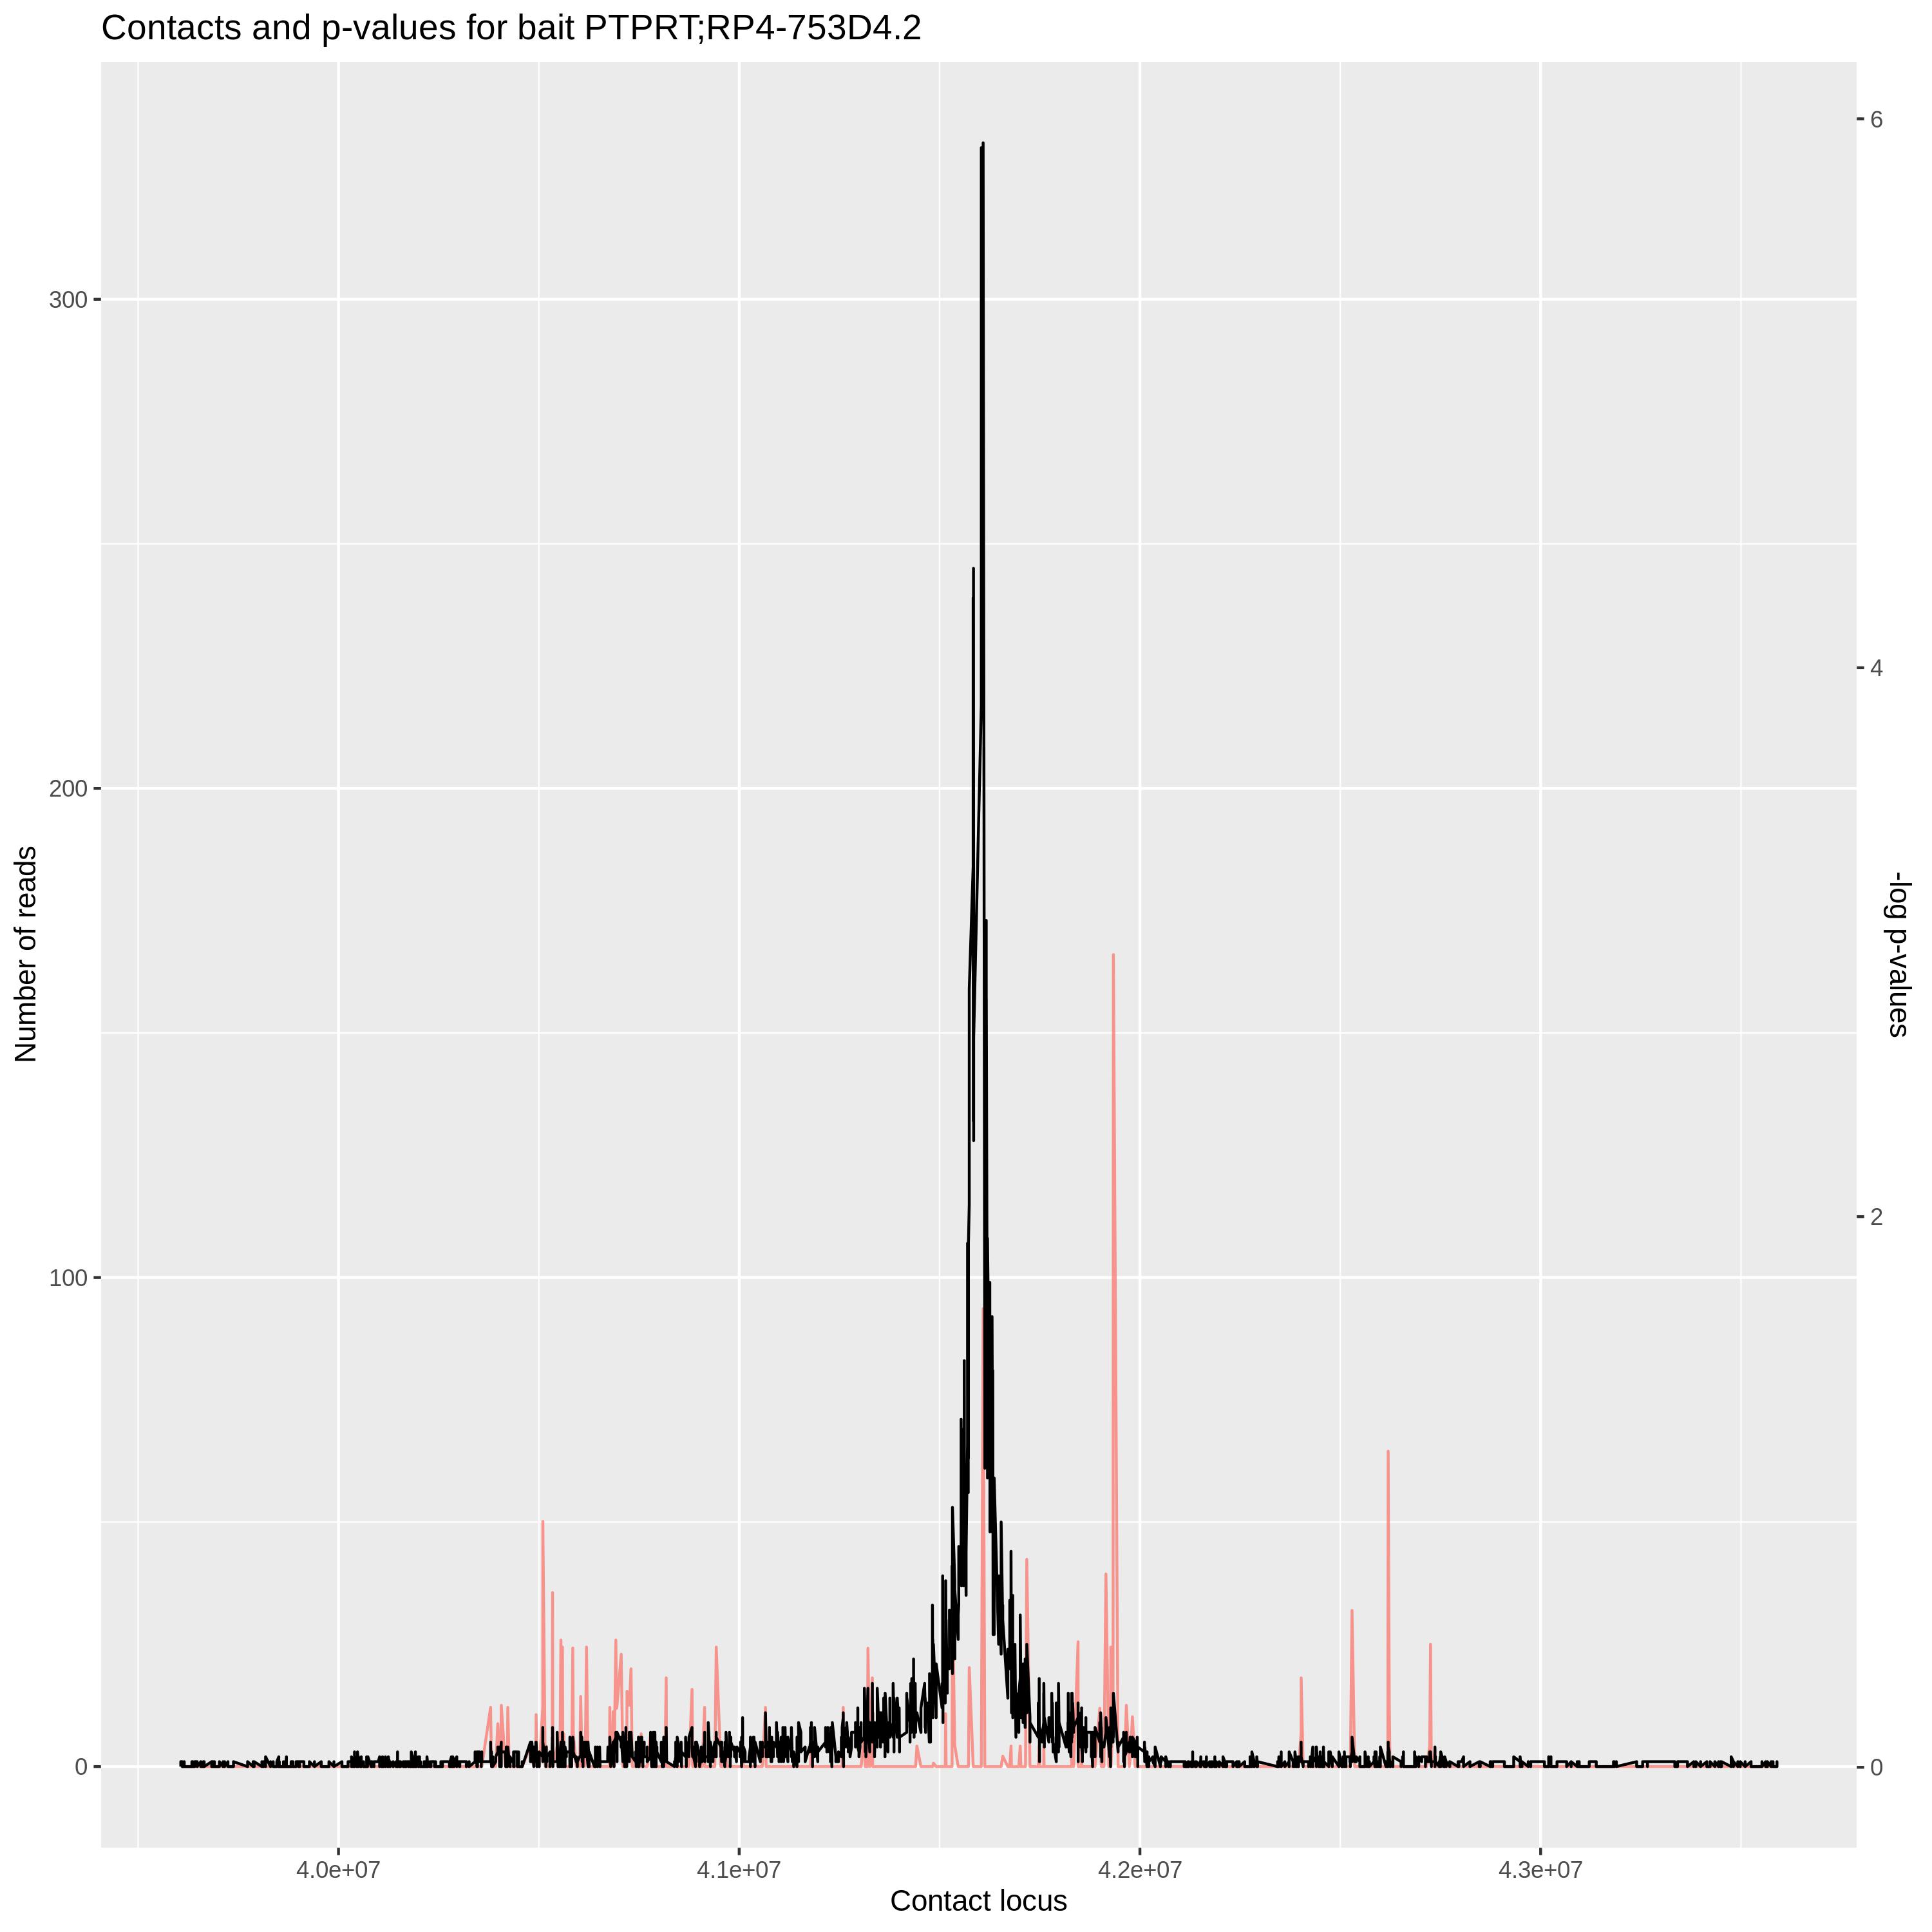 Contacts and p-values for bait PTPRT;RP4-753D4.2
Number of reads
300
200
100
0
6
4
2
0
-log p-values
4.0e+07
4.1e+07
4.2e+07
4.3e+07
Contact locus